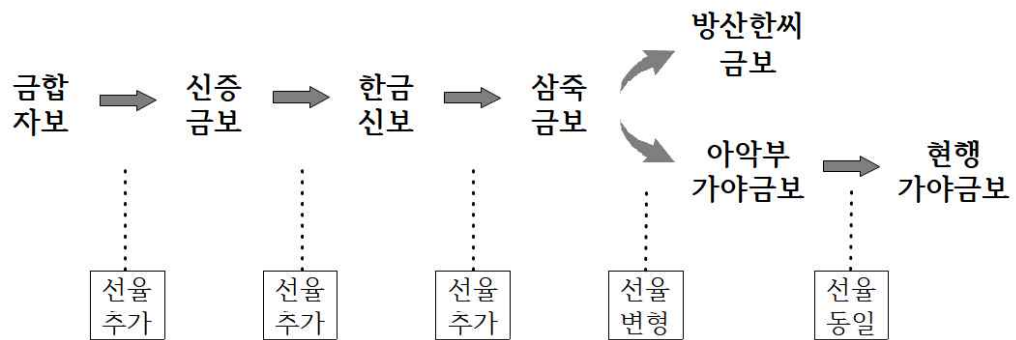 금합
자보
신증
금보
한금
신보
삼죽
금보
방산한씨
금보
아악부
가야금보
현행
가야금보
선율
추가
선율
추가
선율
추가
선율
변형
선율
동일